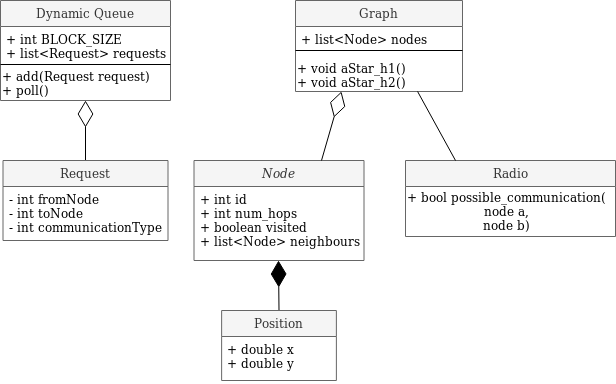 Dynamic Queue
+ int BLOCK_SIZE
+ list<Request> requests
+ add(Request request)
+ poll()
Graph
+ list<Node> nodes
+ void aStar_h1()
+ void aStar_h2()
Request
- int fromNode
- int toNode
- int communicationType
Node
+ int id
+ int num_hops
+ boolean visited
+ list<Node> neighbours
Radio
+ bool possible_communication(
node a,
node b)
Position
+ double x
+ double y